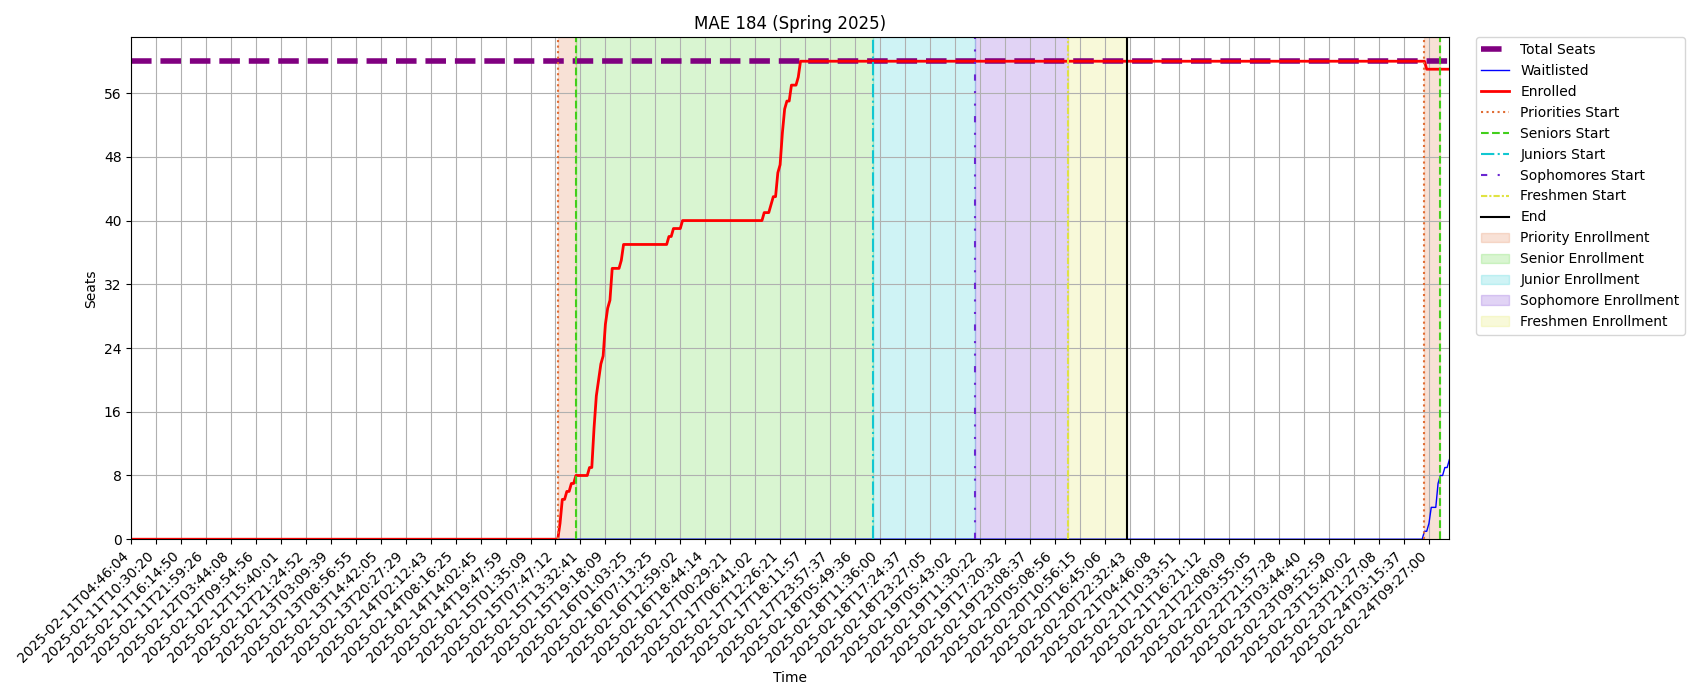 MAE 184 (Spring 2025)
Total Seats
Waitlisted
Enrolled
Priorities Start
Seniors Start
Juniors Start
Sophomores Start
Freshmen Start
End
Priority Enrollment
Senior Enrollment
Junior Enrollment
Sophomore Enrollment
Freshmen Enrollment
Seats
56
48
40
32
24
16
8
0
2025-02-11T04:46:04
2025-02-11T10:30:20
2025-02-11T16:14:50
2025-02-11T21:59:26
2025-02-12T03:44:08
2025-02-12T09:54:56
2025-02-12T15:40:01
2025-02-12T21:24:52
2025-02-13T03:09:39
2025-02-13T08:56:55
2025-02-13T14:42:05
2025-02-13T20:27:29
2025-02-14T02:12:43
2025-02-14T08:16:25
2025-02-14T14:02:45
2025-02-14T19:47:59
2025-02-15T01:35:09
2025-02-15T07:47:12
2025-02-15T13:32:41
2025-02-15T19:18:09
2025-02-16T01:03:25
2025-02-16T07:13:25
2025-02-16T12:59:02
2025-02-16T18:44:14
2025-02-17T00:29:21
2025-02-17T06:41:02
2025-02-17T12:26:21
2025-02-17T18:11:57
2025-02-17T23:57:37
2025-02-18T05:49:36
2025-02-18T11:36:00
2025-02-18T17:24:37
2025-02-18T23:27:05
2025-02-19T05:43:02
2025-02-19T11:30:22
2025-02-19T17:20:32
2025-02-19T23:08:37
2025-02-20T05:08:56
2025-02-20T10:56:15
2025-02-20T16:45:06
2025-02-20T22:32:43
2025-02-21T04:46:08
2025-02-21T10:33:51
2025-02-21T16:21:12
2025-02-21T22:08:09
2025-02-22T03:55:05
2025-02-22T21:57:28
2025-02-23T03:44:40
2025-02-23T09:52:59
2025-02-23T15:40:02
2025-02-23T21:27:08
2025-02-24T03:15:37
2025-02-24T09:27:00
Time